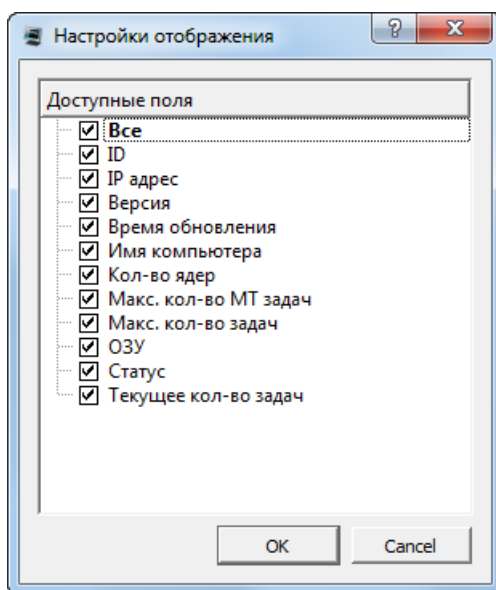 Настройки отображения
Доступные поля
Все
ID
IP адрес
Версия
Время обновления
Имя компьютера
Кол-во ядер
Макс. кол-во МТ задач
Макс. кол-во задач
ОЗУ
Статус
Текущее кол-во задач
OK
Cancel